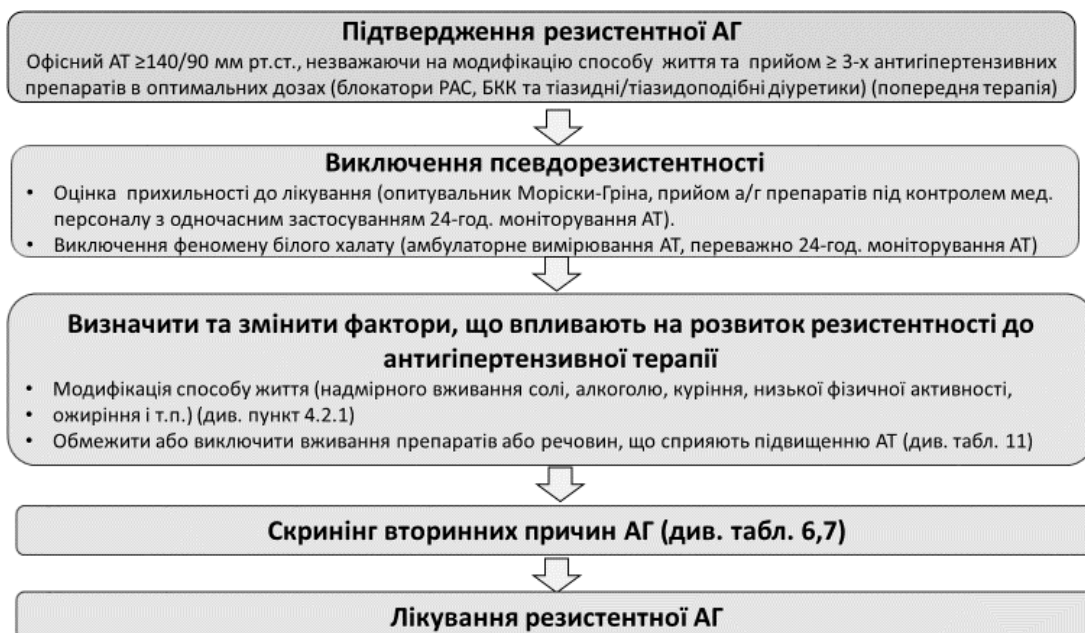 Підтвердження резистентної АГ
Офісний АТ ≥140/90 мм рт.ст., незважаючи на модифікацію способу життя та прийом ≥ 3-х антигіпертензивних
препаратів в оптимальних дозах (блокатори РАС, БКК та тіазидні/тіазидоподібні діуретики) (попередня терапія)
Виключення псевдорезистентності
• Оцінка прихильності до лікування (опитувальник Моріски-Гріна, прийом а/г препаратів під контролем мед.
персоналу з одночасним застосуванням 24-год. моніторування АТ).
• Виключення феномену білого халату (амбулаторне вимірювання АТ, переважно 24-год. моніторування АТ)
Визначити та змінити фактори, що впливають на розвиток резистентності до
антигіпертензивної терапії
• Модифікація способу життя (надмірного вживання солі, алкоголю, куріння, низької фізичної активності,
• ожиріння і т.п.) (див. пункт 4.2.1)
• Обмежити або виключити вживання препаратів або речовин, що сприяють підвищенню АТ (див. табл. 11)
Скринінг вторинних причин АГ (див. табл. 6,7)
Лікування резистентної АГ